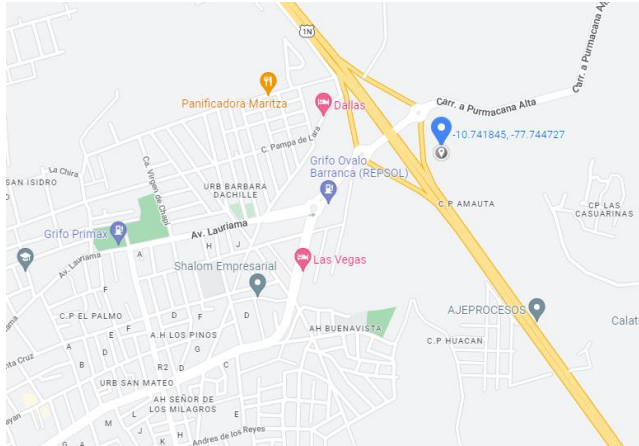 1N
Panificadora Maritza
Dallas
Carr. a Purmacana Alta
Carr. a Purmacana Alta
-10.741845, -77.744727
C. Pampa de Lara
La Chira
SAN ISIDRO
Ca. Virgen de Chapi
Grifo Ovalo
Barranca (REPSOL)
URB BARBARA
DACHILLE
C.P AMAUTA
CP LAS
CASUARINAS
Grifo Primax
Av. Lauriama
H
J
A
Av. Lauriama
Shalom Empresarial
Las Vegas
F
F
D
D
C.P EL PALMO
E
F
AJEPROCESOS
A.H LOS PINOS
AH BUENAVISTA
A
D
G
C.P HUACAN
B
R2
D
C
URB SAN MATEO
AH SEÑOR DE
LOS MILAGROS
M
L
E
J
H
K
G
A
Andres de los Reyes